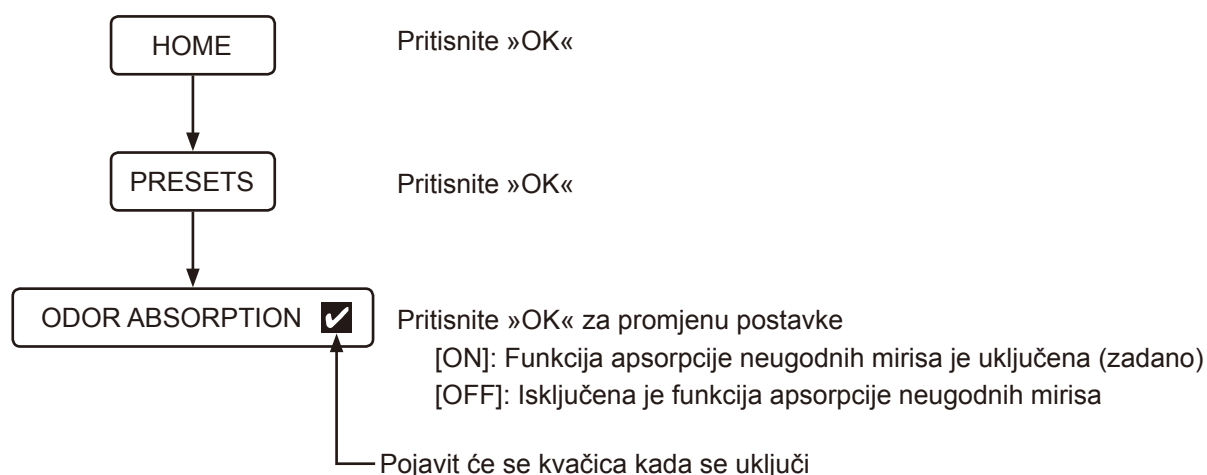 HOME
Pritisnite »OK«
PRESETS
Pritisnite »OK«
ODOR ABSORPTION ✔
Pritisnite »OK« za promjenu postavke
[ON]: Funkcija apsorpcije neugodnih mirisa je uključena (zadano)
[OFF]: Isključena je funkcija apsorpcije neugodnih mirisa
Pojavit će se kvačica kada se uključi